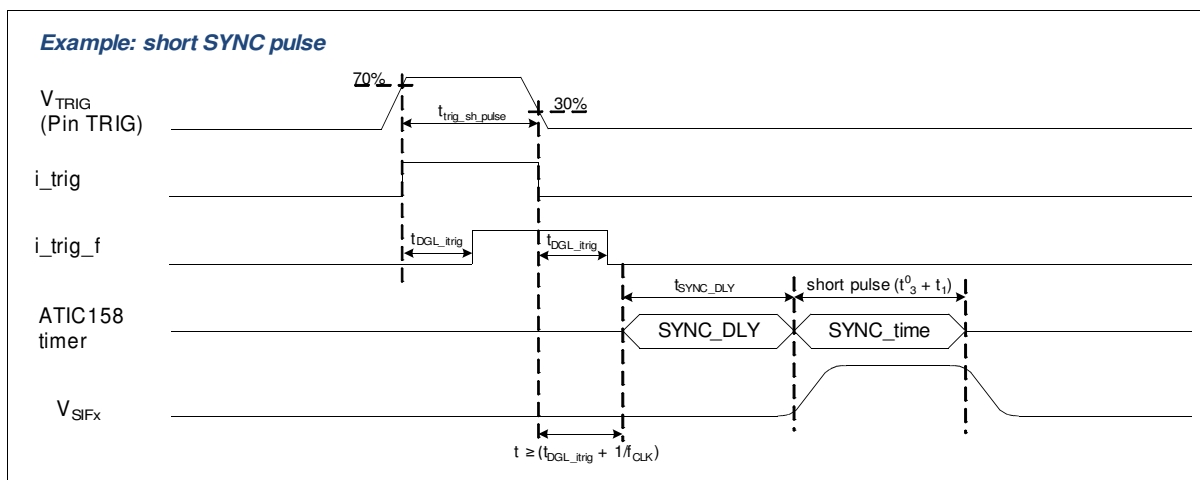 Example: short SYNC pulse
70%
VTRIG
(Pin TRIG)
30%
ttrig_sh_pulse
i_trig
i_trig_f
tDGL_itrig
tDGL_itrig
tSYNC_DLY
short pulse (t⁰₃ + t₁)
ATIC158
timer
SYNC_DLY
SYNC_time
VSIFx
t ≥ (tDGL_itrig + 1/fCLK)